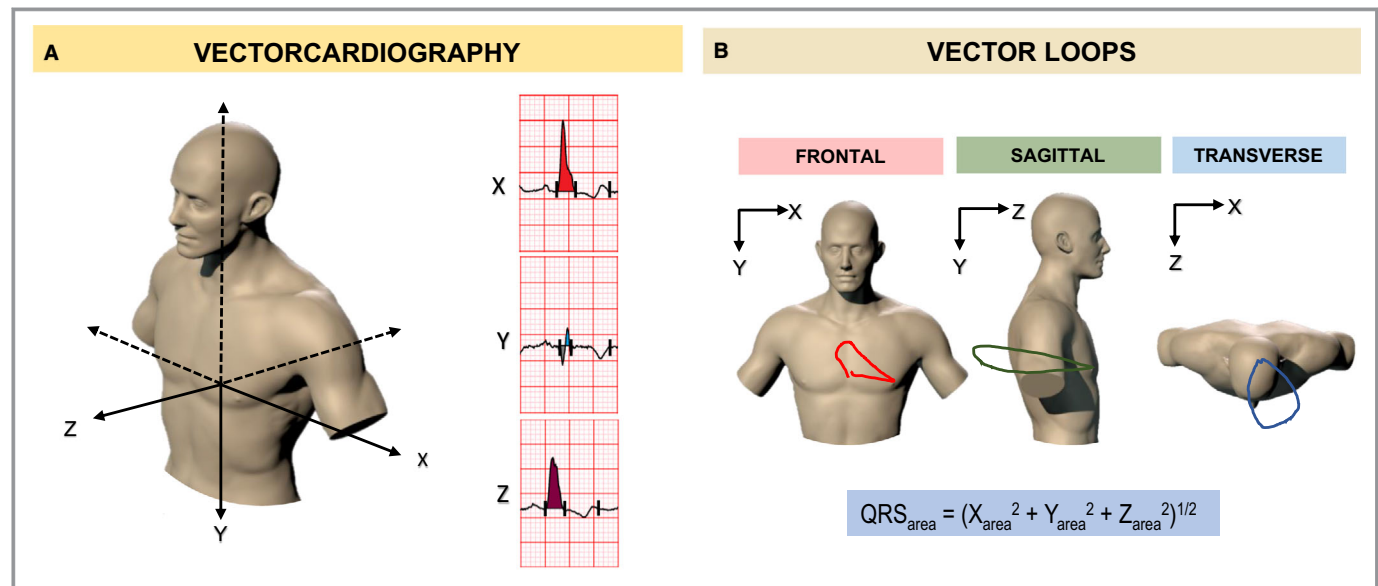 A VECTORCARDIOGRAPHY
X
Y
Z
Z
Y
X
B VECTOR LOOPS
FRONTAL SAGITTAL TRANSVERSE
X Z X
Y Y Z
QRSarea = (Xarea² + Yarea² + Zarea²)1/2